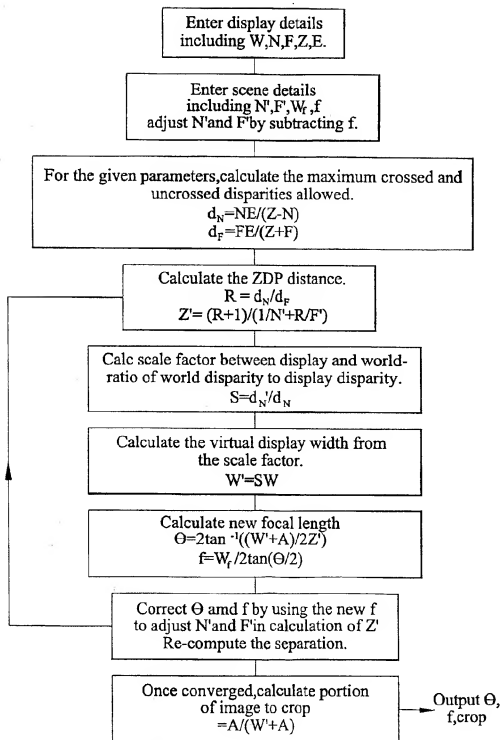 Enter display details
including W,N,F,Z,E.
Enter scene details
including N',F',Wf,f
adjust N'and F'by subtracting f.
For the given parameters,calculate the maximum crossed and
uncrossed disparities allowed.
dN=NE/(Z-N)
dF=FE/(Z+F)
Calculate the ZDP distance.
R = dN/dF
Z'= (R+1)/(1/N'+R/F')
Calc scale factor between display and world-
ratio of world disparity to display disparity.
S=dN'/dN
Calculate the virtual display width from
the scale factor.
W'=SW
Calculate new focal length
Θ=2tan -1((W'+A)/2Z')
f=Wf/2tan(Θ/2)
Correct Θ amd f by using the new f
to adjust N'and F'in calculation of Z'
Re-compute the separation.
Once converged,calculate portion
of image to crop
=A/(W'+A)
Output Θ,
f,crop